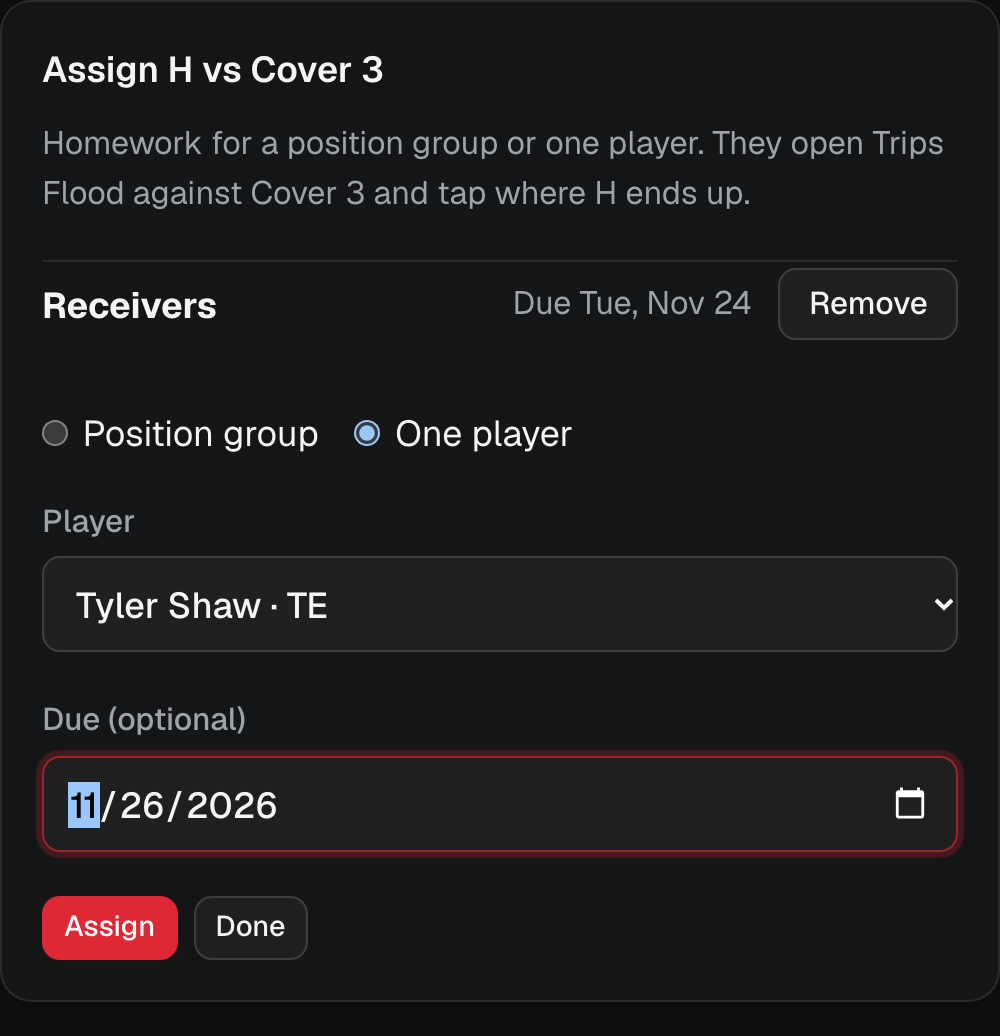 Assign H vs Cover 3
Homework for a position group or one player. They open Trips
Flood against Cover 3 and tap where H ends up.
Receivers
Due Tue, Nov 24
Remove
Position group
One player
Player
Tyler Shaw · TE
Due (optional)
11/26/2026
Assign
Done